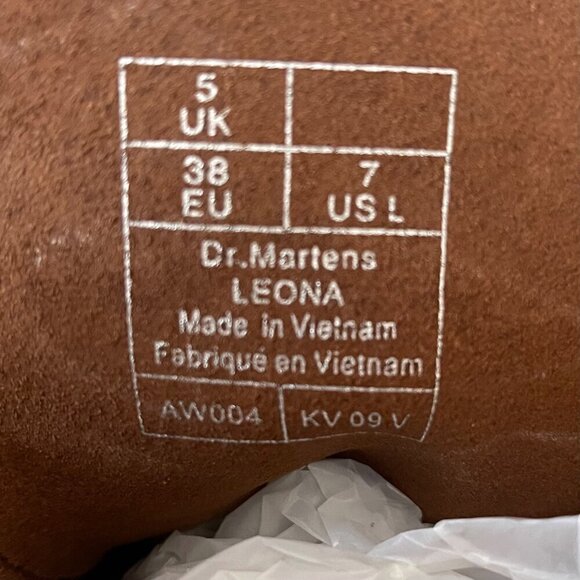 5
UK
38
EU
7
US L
Dr.Martens
LEONA
Made in Vietnam
Fabriqué en Vietnam
AW004
KV 09 V